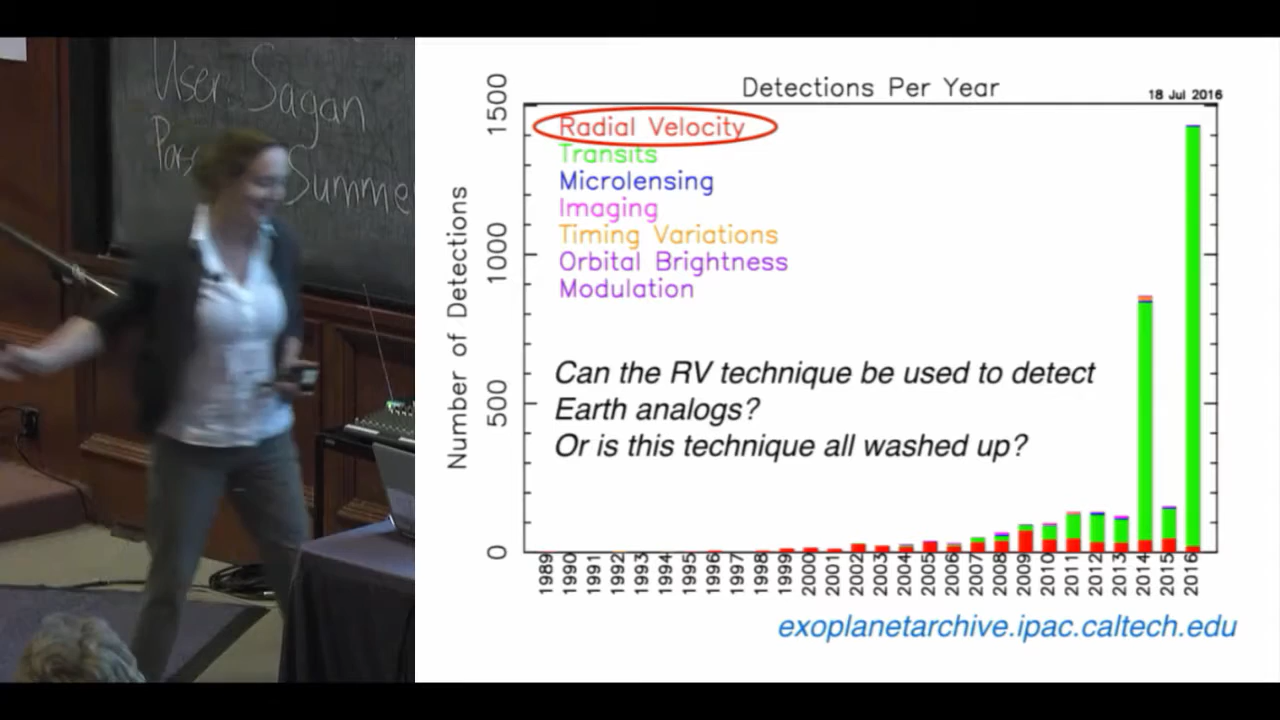 User: Sagan
Summe
Detections Per Year
18 Jul 2016
Radial Velocity
Transits
Microlensing
Imaging
Timing Variations
Orbital Brightness
Modulation
Number of Detections
1500
1000
500
0
Can the RV technique be used to detect
Earth analogs?
Or is this technique all washed up?
1989 1990 1991 1992 1993 1994 1995 1996 1997 1998 1999 2000 2001 2002 2003 2004 2005 2006 2007 2008 2009 2010 2011 2012 2013 2014 2015 2016
exoplanetarchive.ipac.caltech.edu